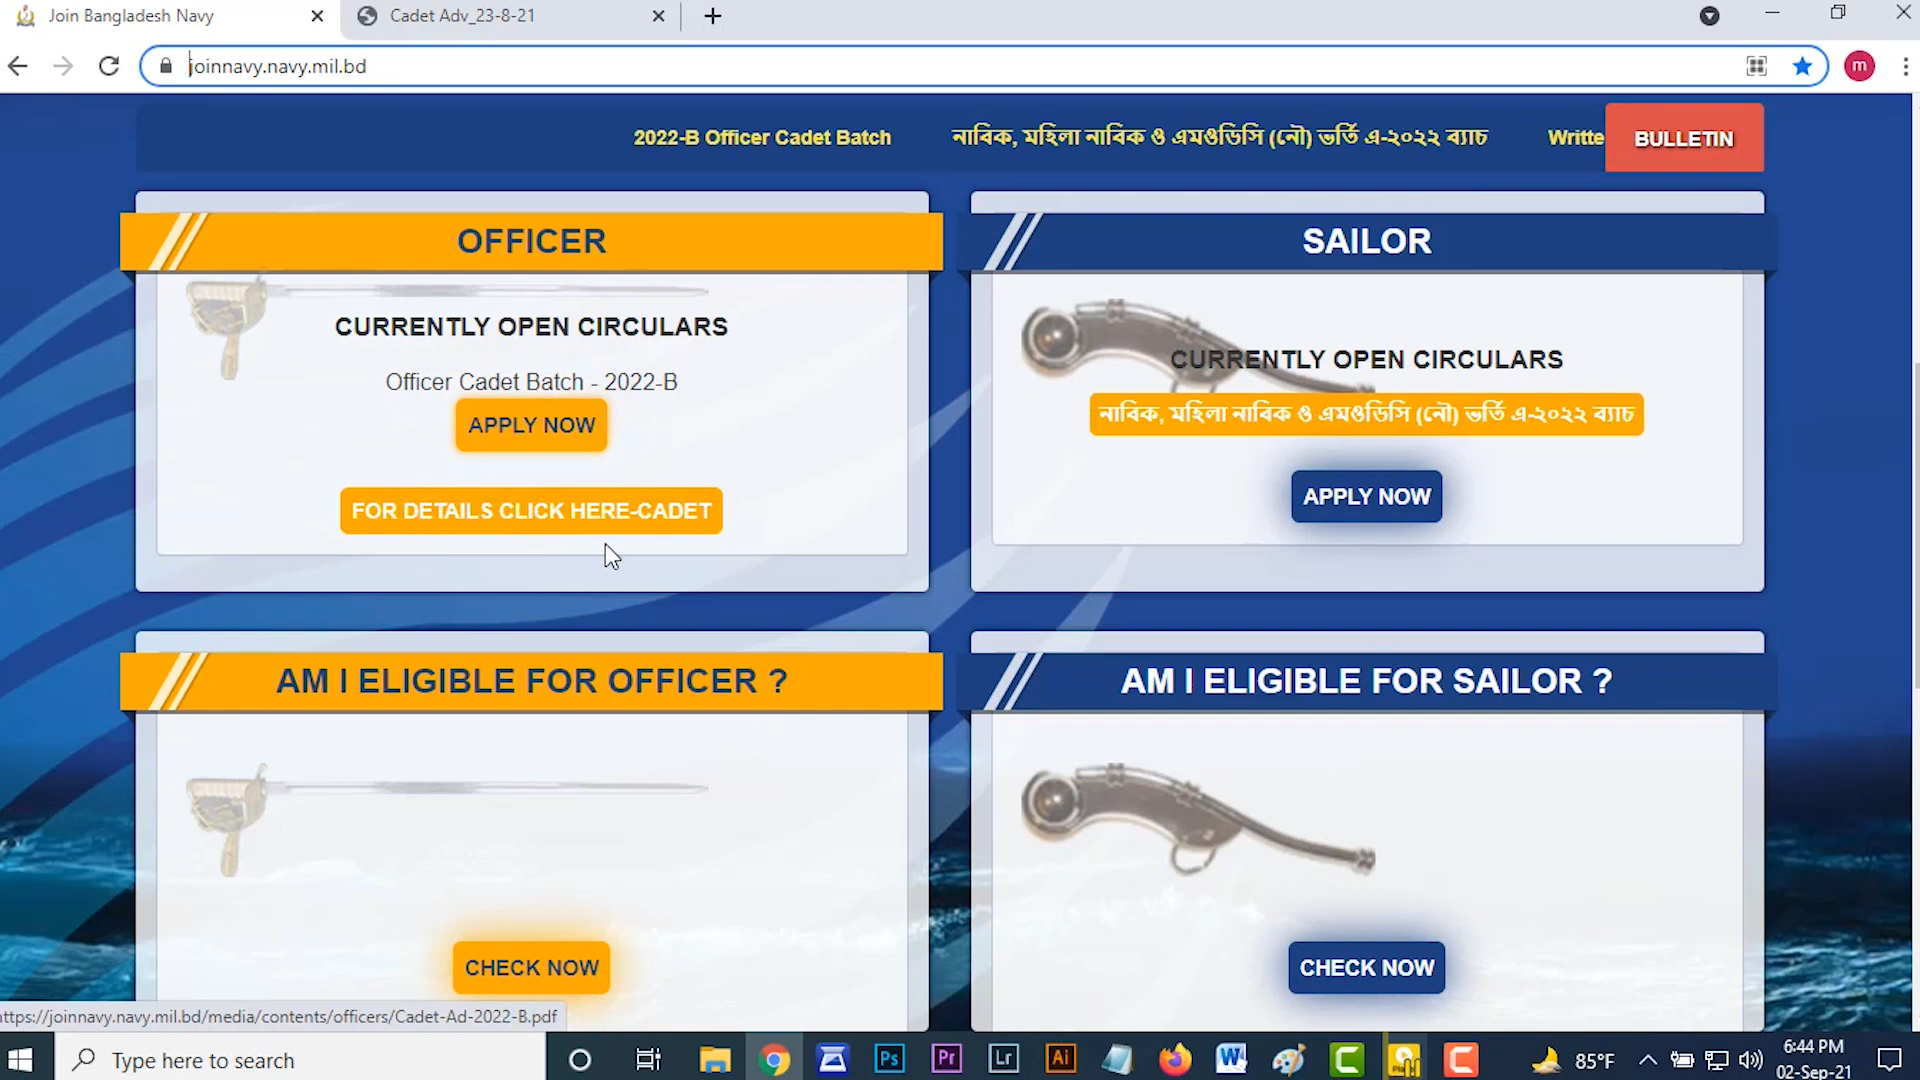 Join Bangladesh Navy
Cadet Adv_23-8-21
joinnavy.navy.mil.bd
m
2022-B Officer Cadet Batch নাবিক, মহিলা নাবিক ও এমওডিসি (নৌ) ভর্তি এ-২০২২ ব্যাচ Writte
BULLETIN
OFFICER
CURRENTLY OPEN CIRCULARS
Officer Cadet Batch - 2022-B
APPLY NOW
FOR DETAILS CLICK HERE-CADET
SAILOR
CURRENTLY OPEN CIRCULARS
নাবিক, মহিলা নাবিক ও এমওডিসি (নৌ) ভর্তি এ-২০২২ ব্যাচ
APPLY NOW
AM I ELIGIBLE FOR OFFICER ?
CHECK NOW
AM I ELIGIBLE FOR SAILOR ?
CHECK NOW
ttps://joinnavy.navy.mil.bd/media/contents/officers/Cadet-Ad-2022-B.pdf
Type here to search
Ps
Pr
Lr
Ai
W
C
C
85°F
6:44 PM
02-Sep-21